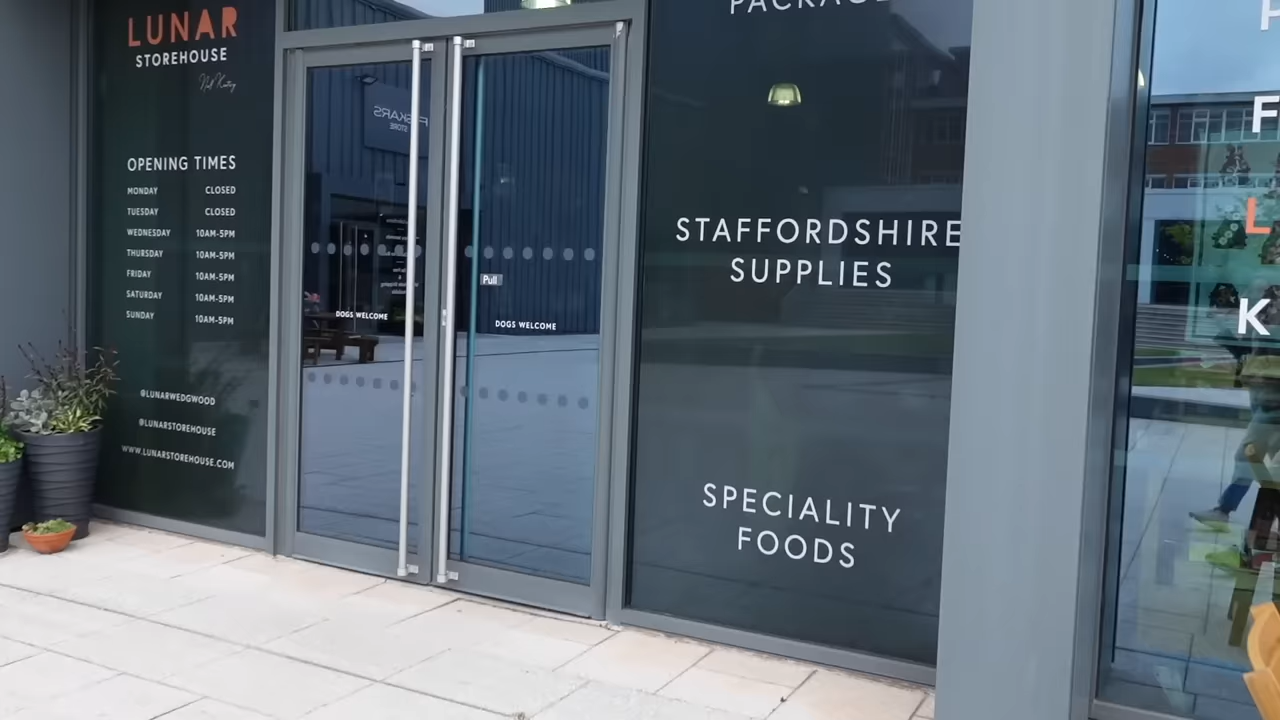 LUNAR
STOREHOUSE
OPENING TIMES
MONDAY CLOSED
TUESDAY CLOSED
WEDNESDAY 10AM-5PM
THURSDAY 10AM-5PM
FRIDAY 10AM-5PM
SATURDAY 10AM-5PM
SUNDAY 10AM-5PM
@LUNARWEDGWOOD
@LUNARSTOREHOUSE
WWW.LUNARSTOREHOUSE.COM
STORE
Pull
DOGS WELCOME
DOGS WELCOME
STAFFORDSHIRE
SUPPLIES
SPECIALITY
FOODS
F
L
K